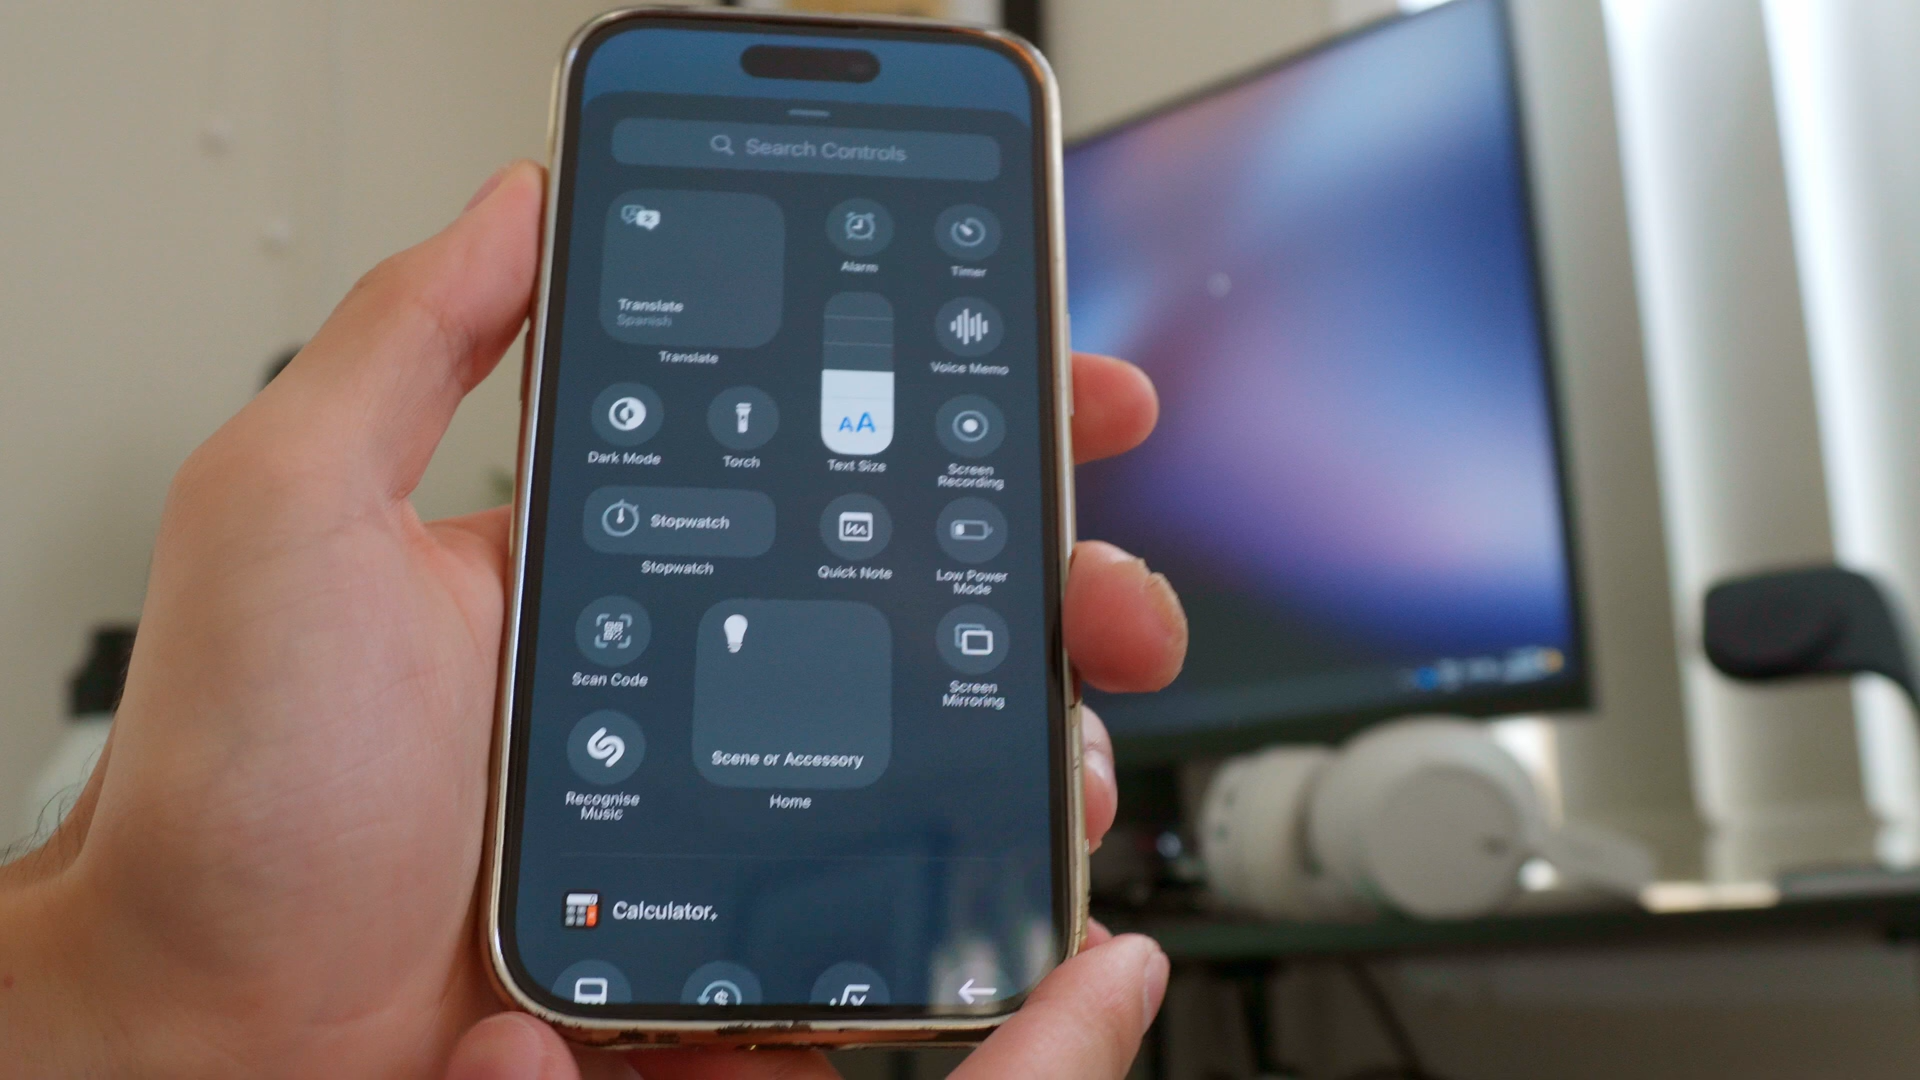 Search Controls
Translate
Spanish
Translate
Alarm
Timer
Voice Memo
Dark Mode
Torch
AA
Text Size
Screen
Recording
Stopwatch
Stopwatch
Quick Note
Low Power
Mode
Scan Code
Scene or Accessory
Home
Screen
Mirroring
Recognise
Music
Calculator